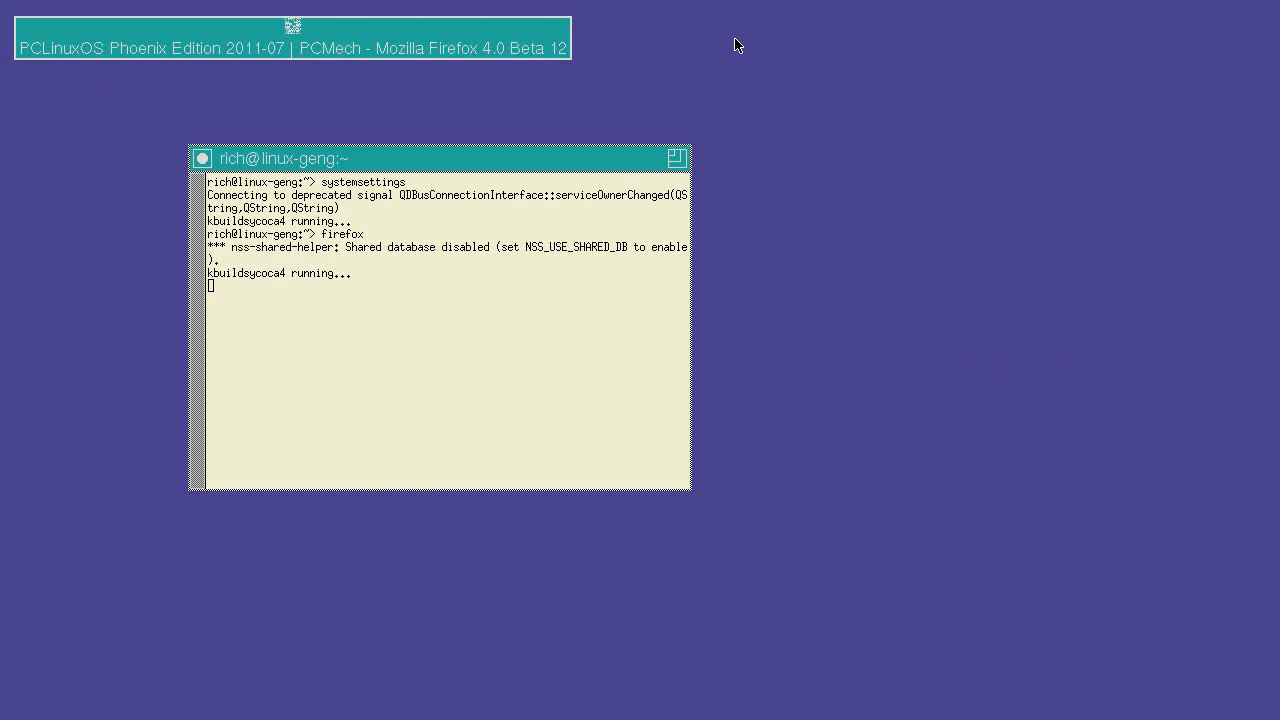 PCLinuxOS Phoenix Edition 2011-07 | PCMech - Mozilla Firefox 4.0 Beta 12
rich@linux-geng:~
rich@linux-geng:~> systemsettings
Connecting to deprecated signal QDBusConnectionInterface::serviceOwnerChanged(QS
tring,QString,QString)
kbuildsycoca4 running...
rich@linux-geng:~> firefox
*** nss-shared-helper: Shared database disabled (set NSS_USE_SHARED_DB to enable
).
kbuildsycoca4 running...